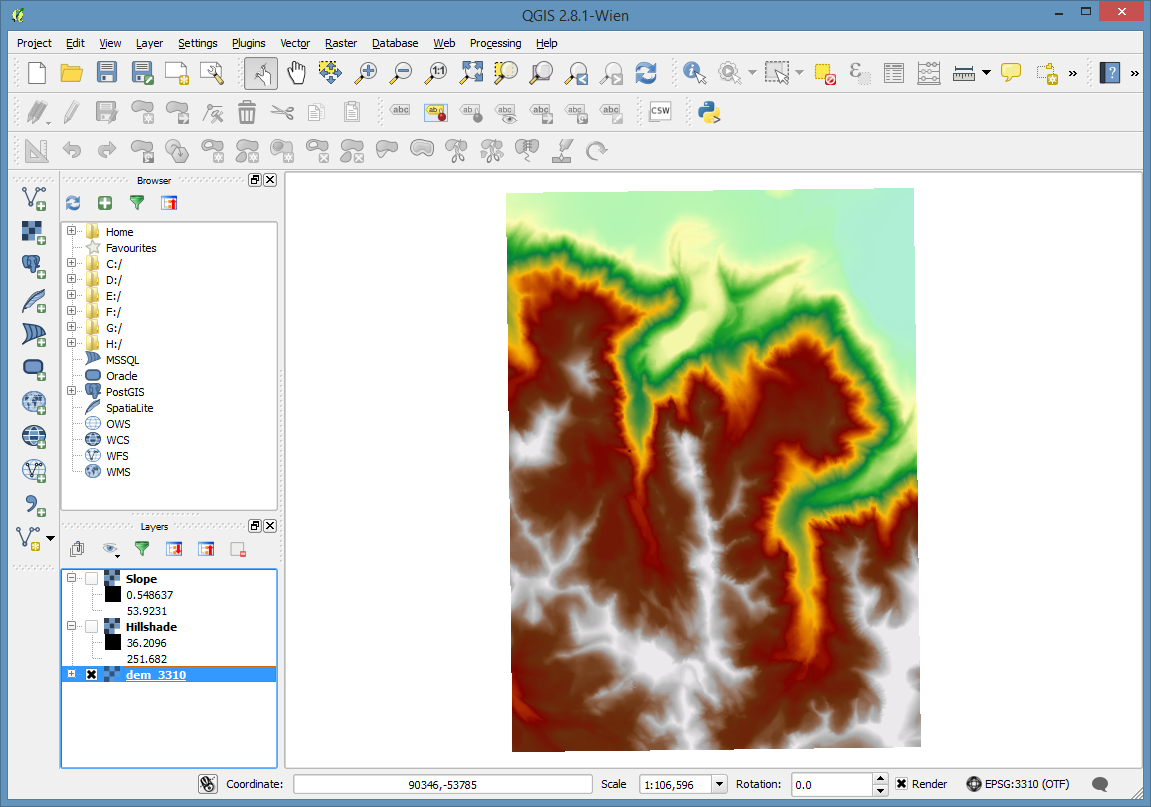 QGIS 2.8.1-Wien
Project Edit View Layer Settings Plugins Vector Raster Database Web Processing Help
1:1
abc abc abc abc abc abc abc CSW
Browser
Home
Favourites
C:/
D:/
E:/
F:/
G:/
H:/
MSSQL
Oracle
PostGIS
SpatiaLite
OWS
WCS
WFS
WMS
Layers
Slope
0.548637
53.9231
Hillshade
36.2096
251.682
dem_3310
Coordinate: 90346,-53785 Scale 1:106,596 Rotation: 0.0 Render EPSG:3310 (OTF)